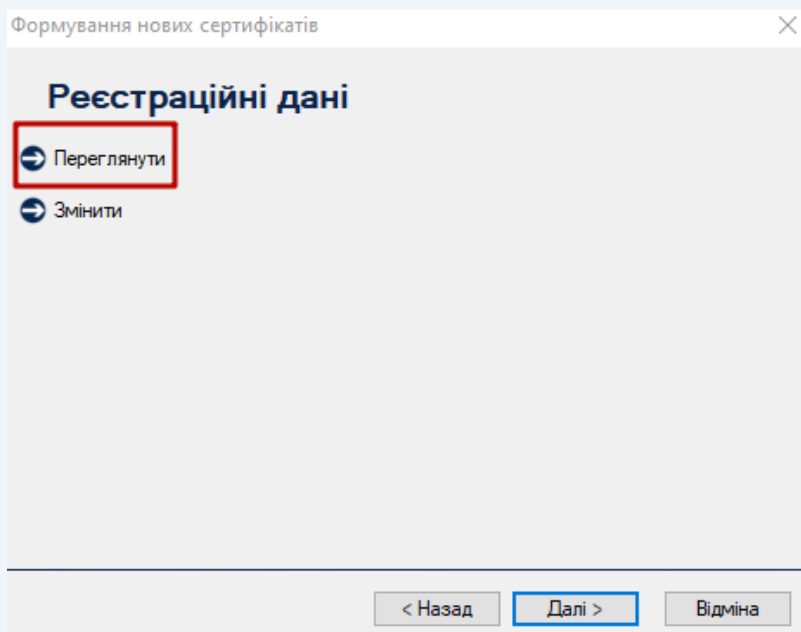 Формування нових сертифікатів
Реєстраційні дані
Переглянути
Змінити
< Назад
Далі >
Відміна